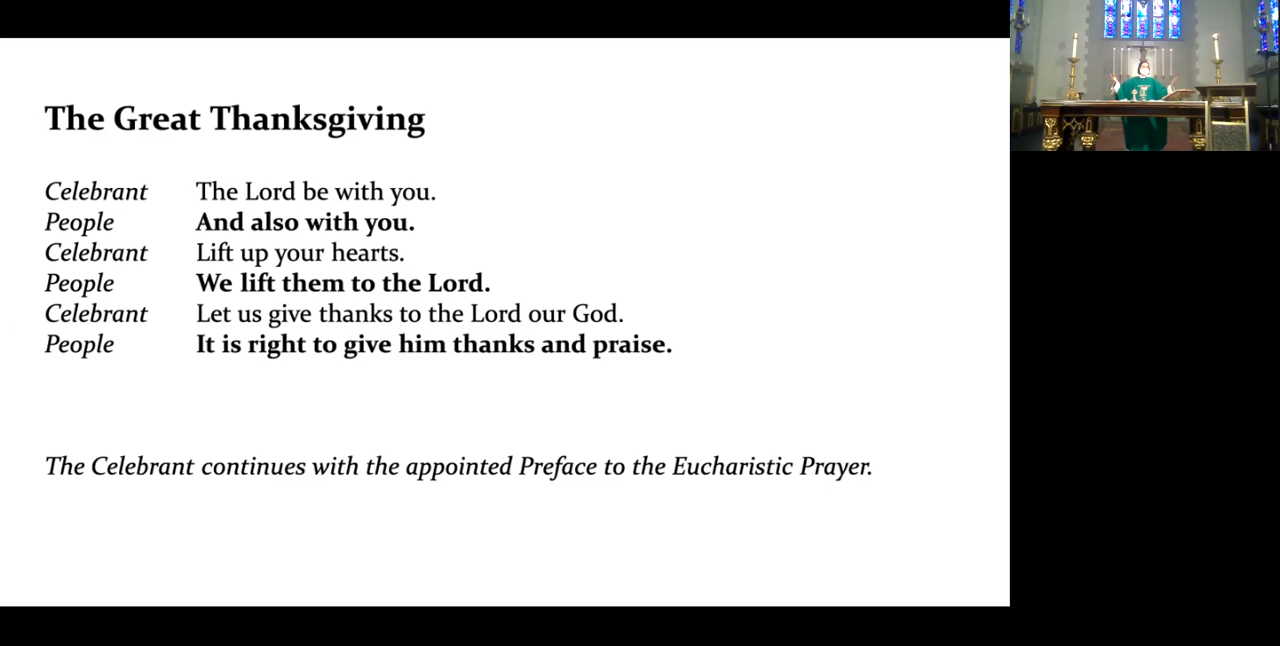 The Great Thanksgiving
Celebrant The Lord be with you.
People And also with you.
Celebrant Lift up your hearts.
People We lift them to the Lord.
Celebrant Let us give thanks to the Lord our God.
People It is right to give him thanks and praise.
The Celebrant continues with the appointed Preface to the Eucharistic Prayer.